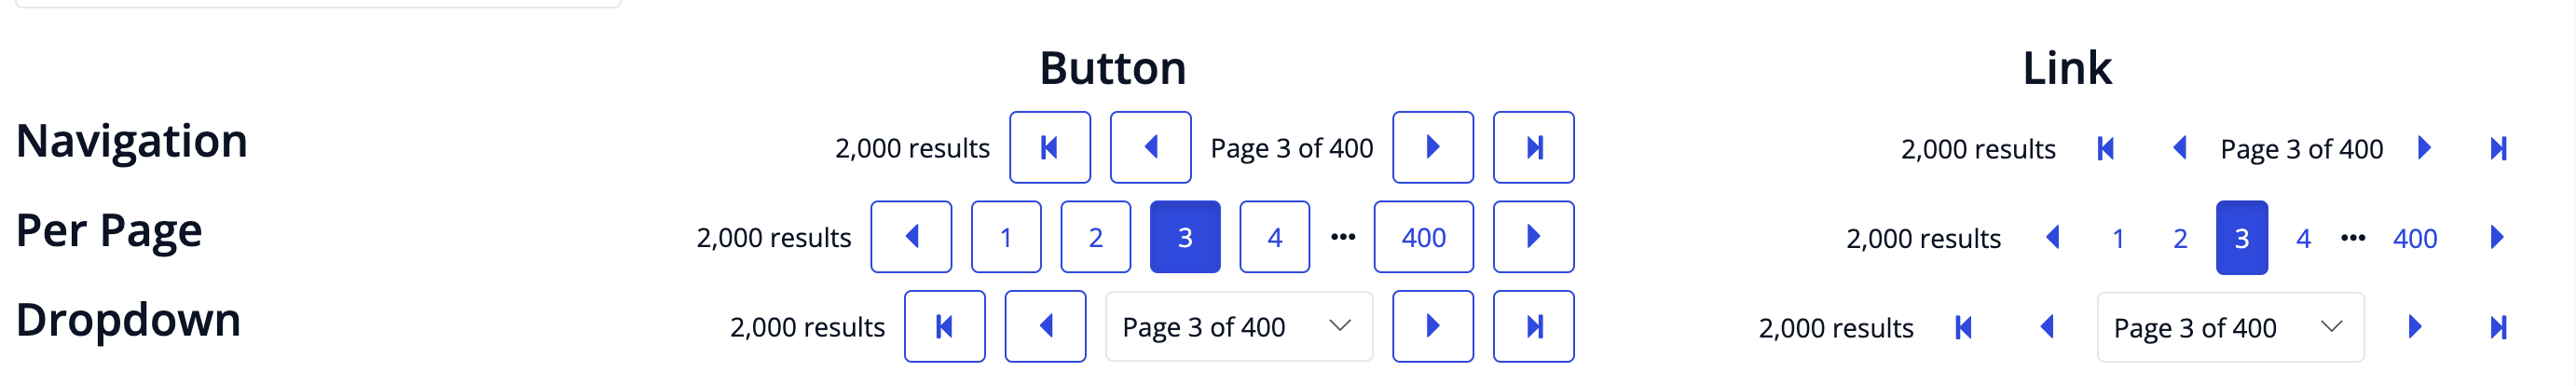 Button Link
Navigation 2,000 results Page 3 of 400 2,000 results Page 3 of 400
Per Page 2,000 results 1 2 3 4 ••• 400 2,000 results 1 2 3 4 ••• 400
Dropdown 2,000 results Page 3 of 400 2,000 results Page 3 of 400